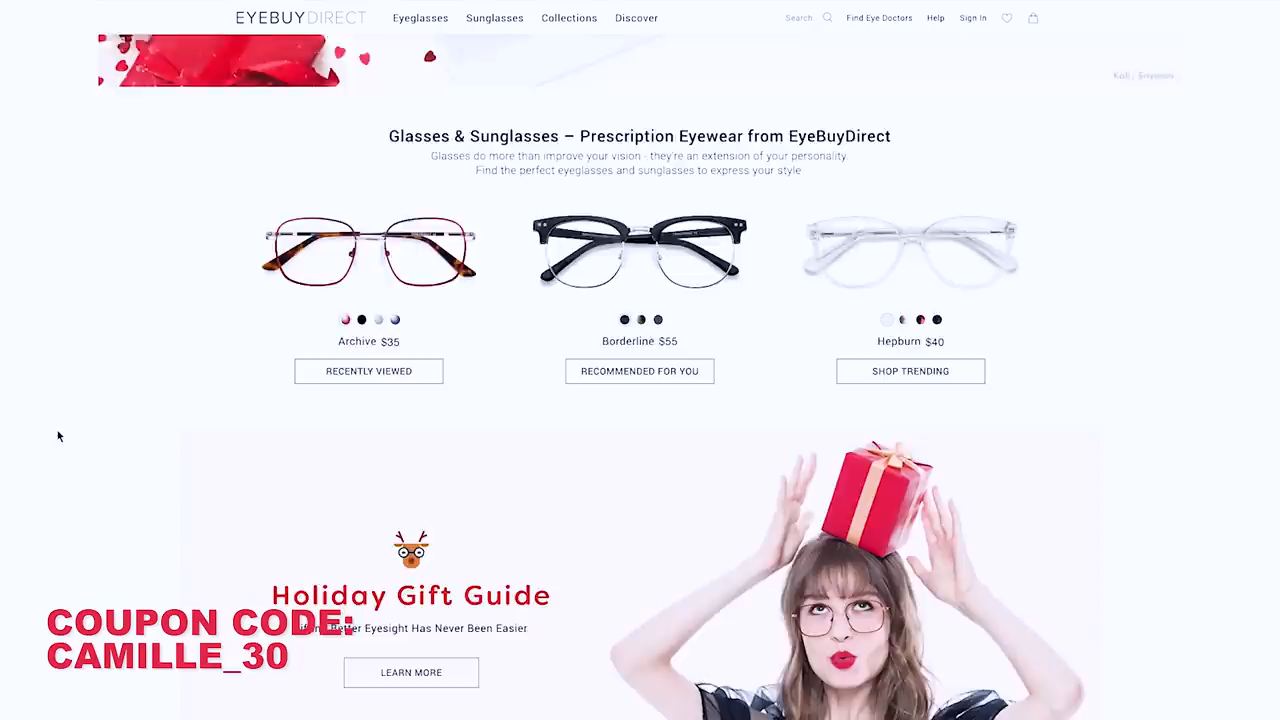 EYEBUYDIRECT Eyeglasses Sunglasses Collections Discover Search Find Eye Doctors Help Sign In
Glasses & Sunglasses – Prescription Eyewear from EyeBuyDirect
Glasses do more than improve your vision - they're an extension of your personality.
Find the perfect eyeglasses and sunglasses to express your style
Archive $35 Borderline $55 Hepburn $40
RECENTLY VIEWED RECOMMENDED FOR YOU SHOP TRENDING
Holiday Gift Guide
COUPON CODE:
Better Eyesight Has Never Been Easier
CAMILLE_30
LEARN MORE